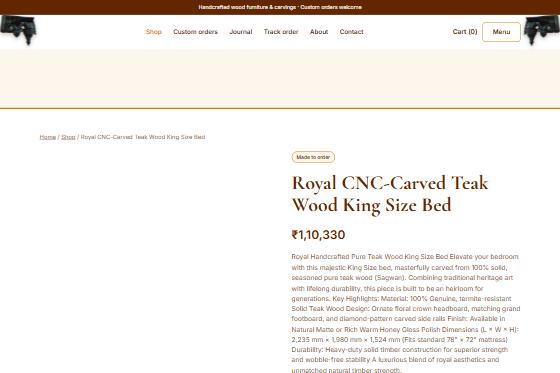 Handcrafted wood furniture & carvings · Custom orders welcome
Shop Custom orders Journal Track order About Contact Cart (0) Menu
Home / Shop / Royal CNC-Carved Teak Wood King Size Bed
Made to order
Royal CNC-Carved Teak
Wood King Size Bed
₹1,10,330
Royal Handcrafted Pure Teak Wood King Size Bed Elevate your bedroom
with this majestic King Size bed, masterfully carved from 100% solid,
seasoned pure teak wood (Sagwan). Combining traditional heritage art
with lifelong durability, this piece is built to be an heirloom for
generations. Key Highlights: Material: 100% Genuine, termite-resistant
Solid Teak Wood Design: Ornate floral crown headboard, matching grand
footboard, and diamond-pattern carved side rails Finish: Available in
Natural Matte or Rich Warm Honey Gloss Polish Dimensions (L × W × H):
2,235 mm × 1,980 mm × 1,524 mm (Fits standard 78" × 72" mattress)
Durability: Heavy-duty solid timber construction for superior strength
and wobble-free stability A luxurious blend of royal aesthetics and
unmatched natural timber strength.